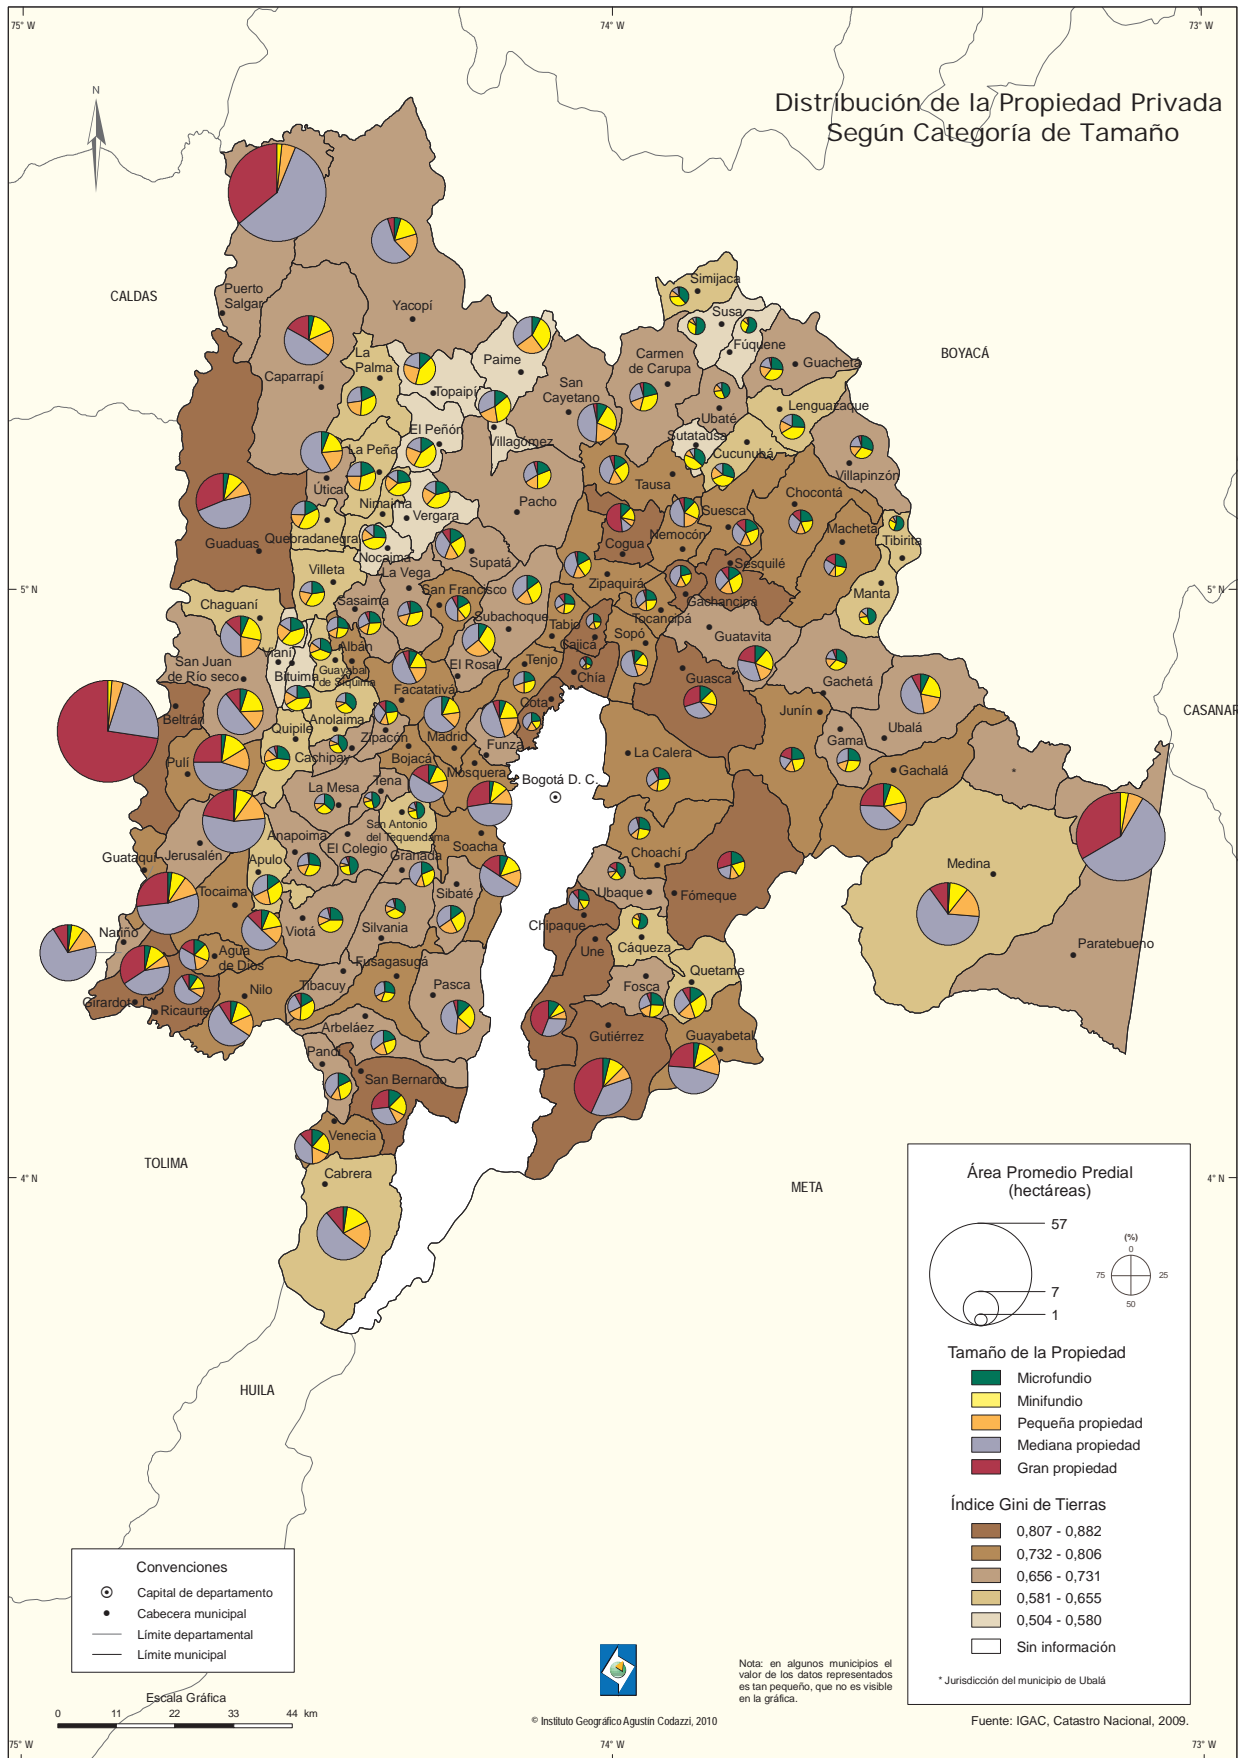 75° W
74° W
73° W
N
Distribución de la Propiedad Privada
Según Categoría de Tamaño
CALDAS
BOYACÁ
Puerto
Salgar
Yacopí
Simijaca
Susa
Fúquene
Guachetá
Caparrapí
La
Palma
Paime
Topaipí
Carmen
de Carupa
San
Cayetano
Ubaté
Lenguazaque
El Peñón
Villagómez
Sutatausa
Cucunubá
La Peña
Villapinzón
Tausa
Útica
Nimaima
Pacho
Chocontá
Vergara
Suesca
Quebradanegra
Nemocón
Machetá
Guaduas
Cogua
Tibirita
Nocaima
Supatá
Sesquilé
Villeta
La Vega
Zipaquirá
5° N
5° N
San Francisco
Manta
Chaguaní
Sasaima
Gachancipá
Tabio
Tocancipá
Subachoque
Guatavita
Cajicá
Sopó
Vianí
Albán
San Juan
de Río seco
Guayabal
de Síquima
El Rosal
Tenjo
Chía
Guasca
Gachetá
Bituima
Facatativá
Cota
Beltrán
Junín
CASANAR
Anolaima
Ubalá
Quipile
Zipacón
Madrid
Funza
Gama
Cachipay
Bojacá
La Calera
Pulí
Mosquera
Gachalá
Tena
Bogotá D. C.
La Mesa
San Antonio
del Tequendama
Anapoima
El Colegio
Soacha
Jerusalén
Granada
Choachí
Guataquí
Apulo
Medina
Tocaima
Sibaté
Ubaque
Fómeque
Chipaque
Nariño
Viotá
Silvania
Cáqueza
Paratebueno
Agua
de Dios
Une
Fusagasugá
Quetame
Tibacuy
Fosca
Pasca
Girardot
Nilo
Ricaurte
Arbeláez
Gutiérrez
Guayabetal
Pandi
San Bernardo
Venecia
TOLIMA
Cabrera
4° N
4° N
META
HUILA
Área Promedio Predial
(hectáreas)
57
7
1
(%)
0
75
25
50
Tamaño de la Propiedad
Microfundio
Minifundio
Pequeña propiedad
Mediana propiedad
Gran propiedad
Índice Gini de Tierras
0,807 - 0,882
0,732 - 0,806
0,656 - 0,731
0,581 - 0,655
0,504 - 0,580
Sin información
* Jurisdicción del municipio de Ubalá
Convenciones
Capital de departamento
Cabecera municipal
Límite departamental
Límite municipal
Escala Gráfica
0 11 22 33 44 km
Nota: en algunos municipios el
valor de los datos representados
es tan pequeño, que no es visible
en la gráfica.
© Instituto Geográfico Agustín Codazzi, 2010
Fuente: IGAC, Catastro Nacional, 2009.
75° W
74° W
73° W